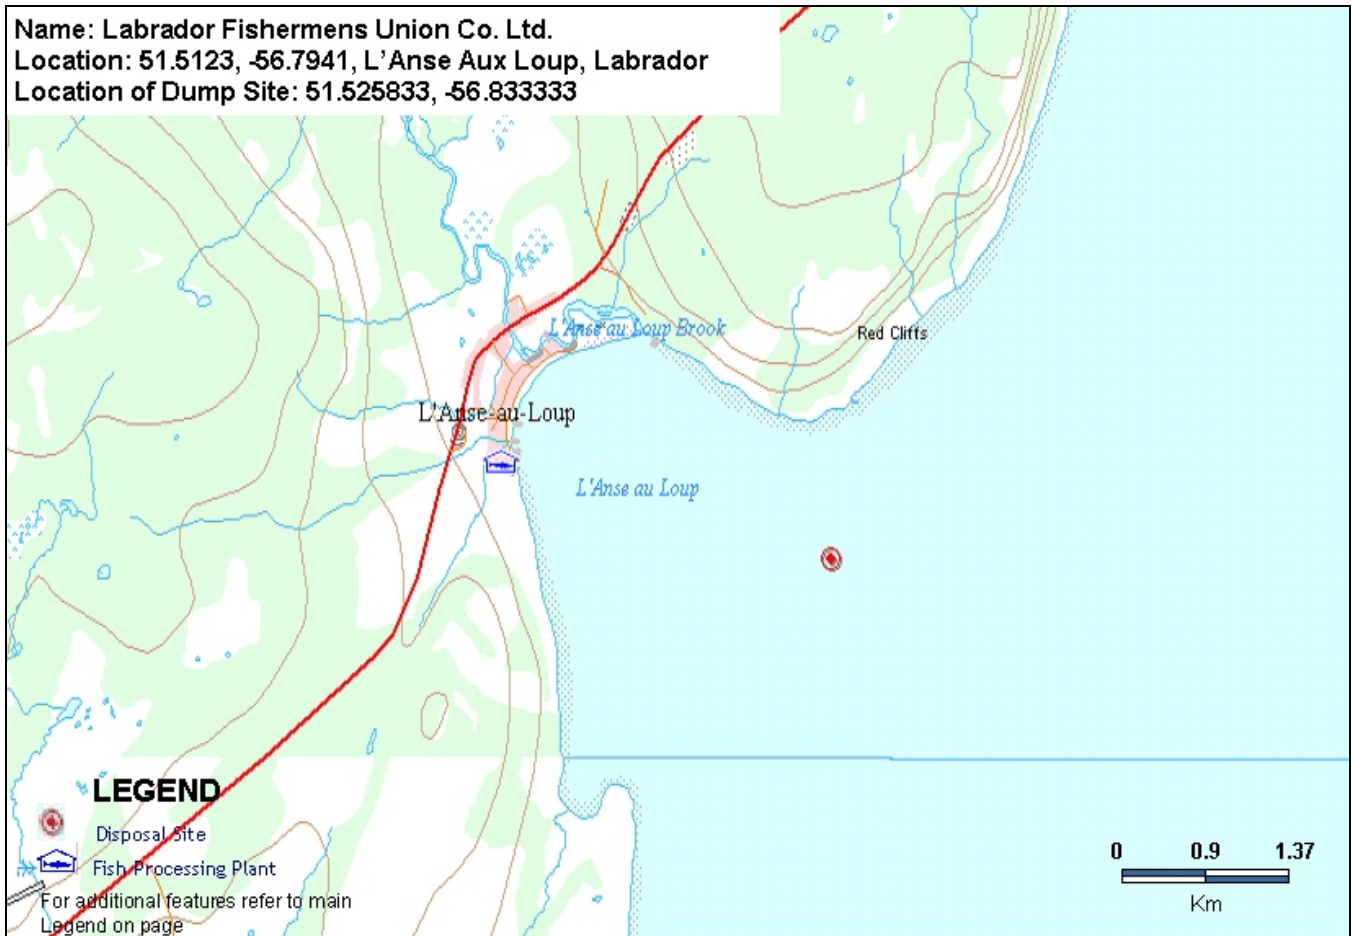 Name: Labrador Fishermens Union Co. Ltd.
Location: 51.5123, -56.7941, L’Anse Aux Loup, Labrador
Location of Dump Site: 51.525833, -56.833333
L'Anse au Loup Brook
Red Cliffs
L'Anse-au-Loup
L'Anse au Loup
LEGEND
Disposal Site
Fish Processing Plant
For additional features refer to main
Legend on page
0 0.9 1.37
Km